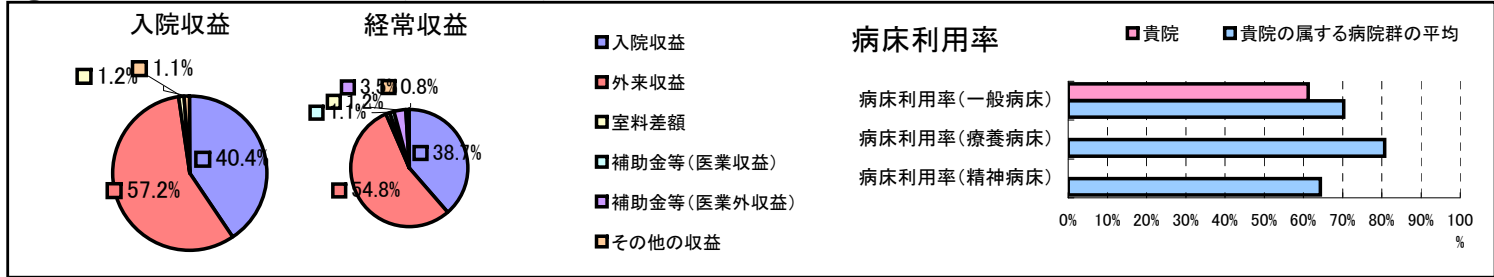 入院収益
1.2%
1.1%
40.4%
57.2%
経常収益
3.5%
0.8%
1.2%
1.1%
38.7%
54.8%
入院収益
外来収益
室料差額
補助金等(医業収益)
補助金等(医業外収益)
その他の収益
病床利用率
貴院
貴院の属する病院群の平均
病床利用率(一般病床)
病床利用率(療養病床)
病床利用率(精神病床)
0% 10% 20% 30% 40% 50% 60% 70% 80% 90% 100
%